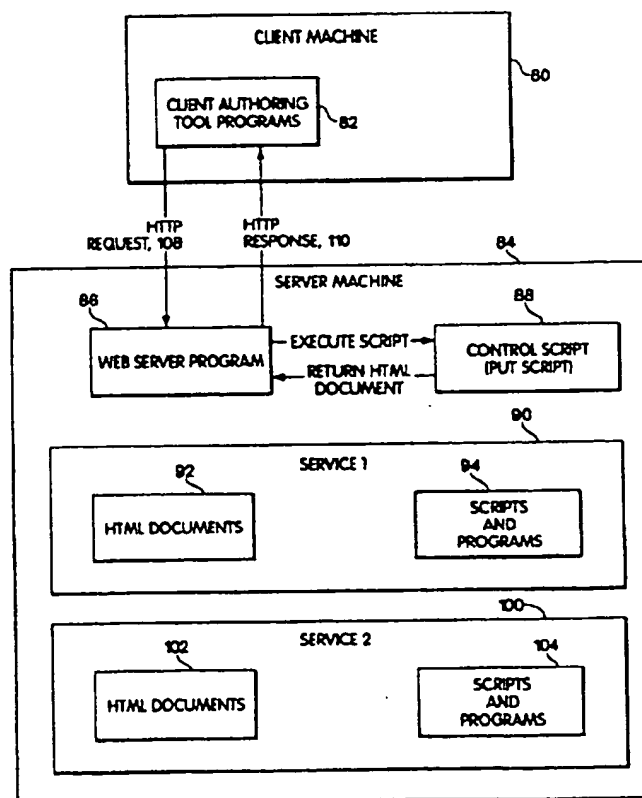 CLIENT MACHINE
80
CLIENT AUTHORING
TOOL PROGRAMS
82
HTTP
REQUEST, 108
HTTP
RESPONSE, 110
84
SERVER MACHINE
86
WEB SERVER PROGRAM
EXECUTE SCRIPT
RETURN HTML
DOCUMENT
88
CONTROL SCRIPT
(PUT SCRIPT)
90
SERVICE 1
92
HTML DOCUMENTS
94
SCRIPTS
AND
PROGRAMS
100
SERVICE 2
102
HTML DOCUMENTS
104
SCRIPTS
AND
PROGRAMS